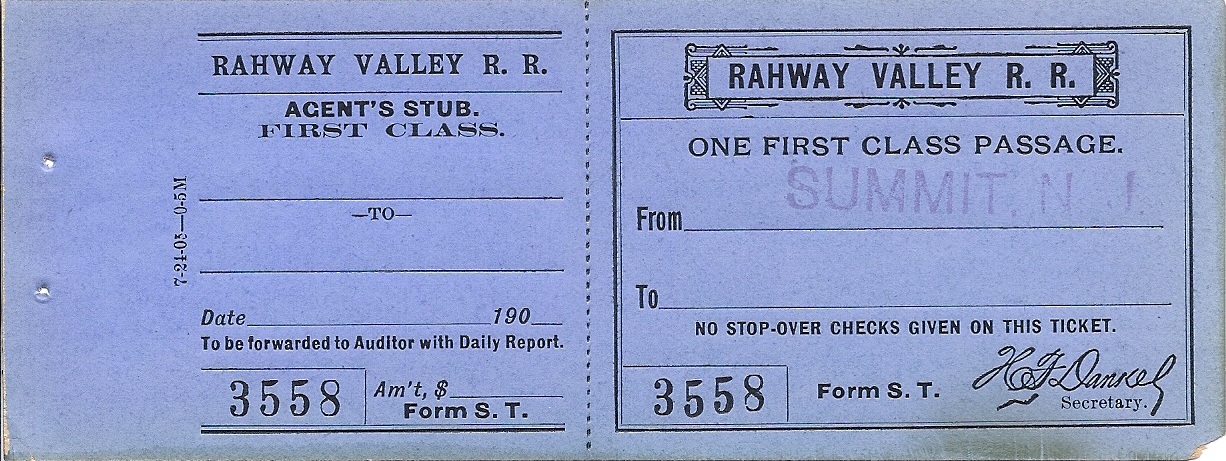 RAHWAY VALLEY R. R.
AGENT'S STUB.
FIRST CLASS.
—TO—
7-24-05—0-5M
Date 190
To be forwarded to Auditor with Daily Report.
3558
Am't, $
Form S. T.
RAHWAY VALLEY R. R.
ONE FIRST CLASS PASSAGE.
SUMMIT, N. J.
From
To
NO STOP-OVER CHECKS GIVEN ON THIS TICKET.
3558
Form S. T.
H F Dankel
Secretary.